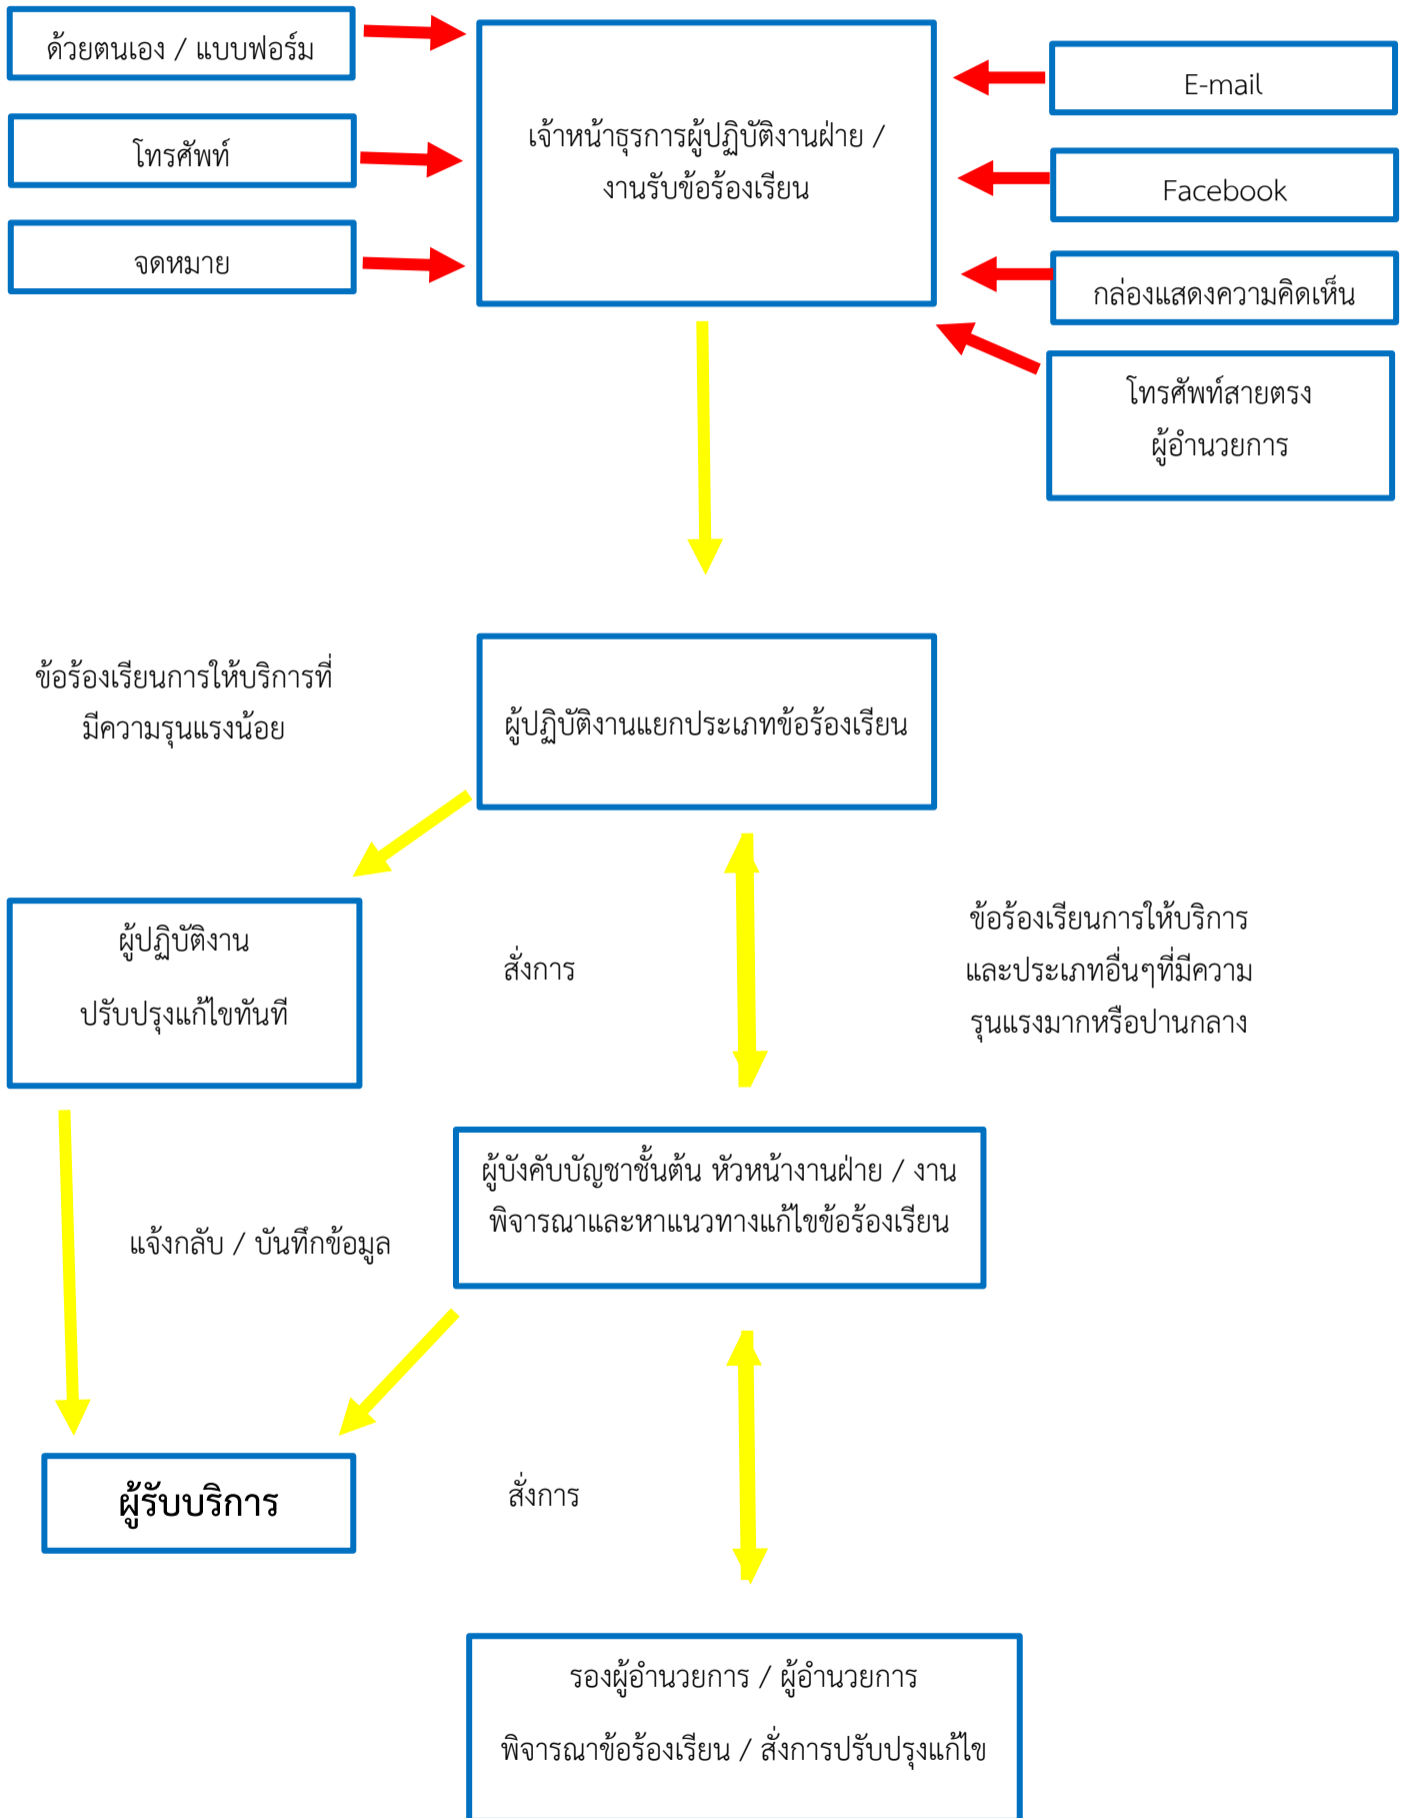 ด้วยตนเอง / แบบฟอร์ม
โทรศัพท์
จดหมาย
เจ้าหน้าธุรการผู้ปฏิบัติงานฝ่าย /
งานรับข้อร้องเรียน
E-mail
Facebook
กล่องแสดงความคิดเห็น
โทรศัพท์สายตรง
ผู้อำนวยการ
ข้อร้องเรียนการให้บริการที่
มีความรุนแรงน้อย
ผู้ปฏิบัติงานแยกประเภทข้อร้องเรียน
ผู้ปฏิบัติงาน
ปรับปรุงแก้ไขทันที
สั่งการ
ข้อร้องเรียนการให้บริการ
และประเภทอื่นๆที่มีความ
รุนแรงมากหรือปานกลาง
ผู้บังคับบัญชาชั้นต้น หัวหน้างานฝ่าย / งาน
พิจารณาและหาแนวทางแก้ไขข้อร้องเรียน
แจ้งกลับ / บันทึกข้อมูล
ผู้รับบริการ
สั่งการ
รองผู้อำนวยการ / ผู้อำนวยการ
พิจารณาข้อร้องเรียน / สั่งการปรับปรุงแก้ไข